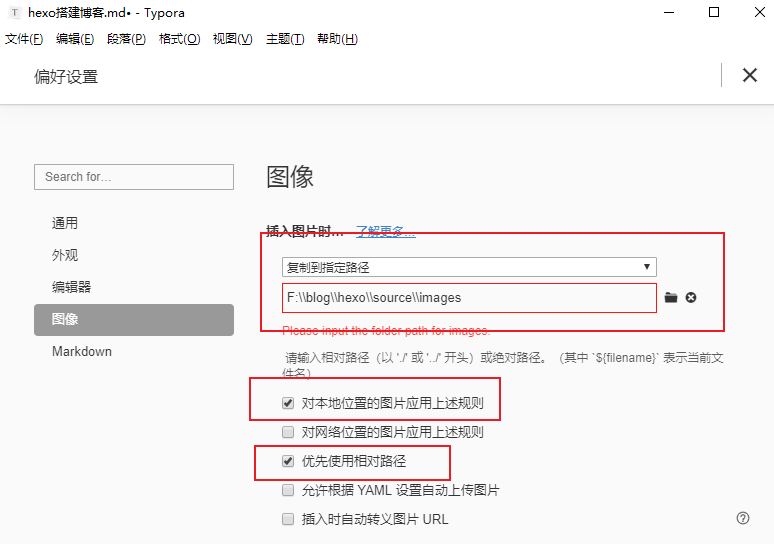 T hexo搭建博客.md• - Typora
文件(F) 编辑(E) 段落(P) 格式(O) 视图(V) 主题(T) 帮助(H)
偏好设置
Search for…
图像
插入图片时… 了解更多…
通用
外观
复制到指定路径
编辑器
F:\\blog\\hexo\\source\\images
图像
Please input the folder path for images.
Markdown
请输入相对路径（以 './' 或 '../' 开头）或绝对路径。（其中 `${filename}` 表示当前文
件名）
对本地位置的图片应用上述规则
对网络位置的图片应用上述规则
优先使用相对路径
允许根据 YAML 设置自动上传图片
插入时自动转义图片 URL